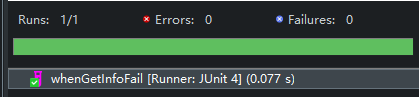 Runs: 1/1 Errors: 0 Failures: 0
whenGetInfoFail [Runner: JUnit 4] (0.077 s)